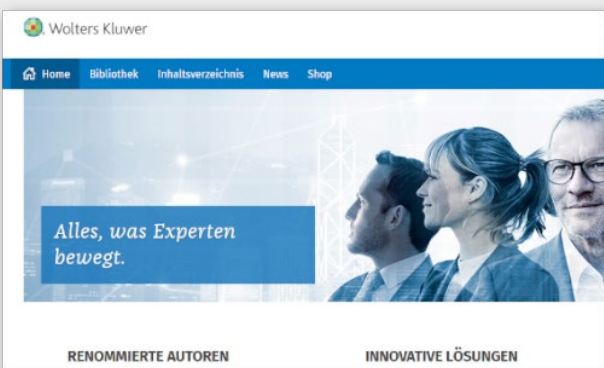 Wolters Kluwer
Home Bibliothek Inhaltsverzeichnis News Shop
Alles, was Experten
bewegt.
RENOMMIERTE AUTOREN INNOVATIVE LÖSUNGEN